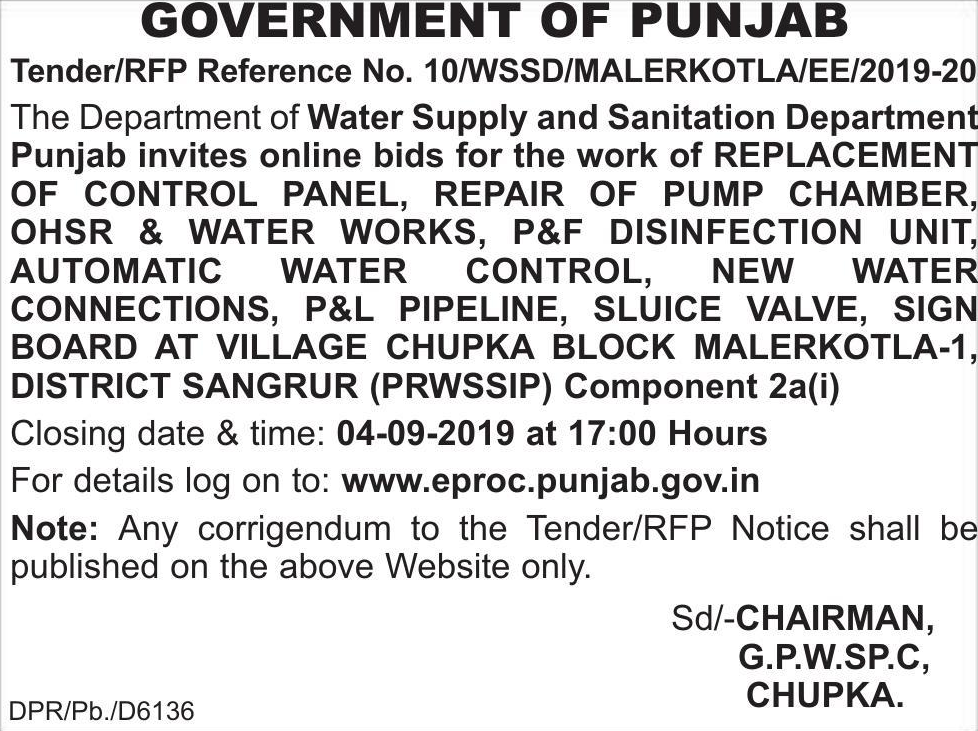 GOVERNMENT OF PUNJAB
Tender/RFP Reference No. 10/WSSD/MALERKOTLA/EE/2019-20
The Department of Water Supply and Sanitation Department
Punjab invites online bids for the work of REPLACEMENT
OF CONTROL PANEL, REPAIR OF PUMP CHAMBER,
OHSR & WATER WORKS, P&F DISINFECTION UNIT,
AUTOMATIC WATER CONTROL, NEW WATER
CONNECTIONS, P&L PIPELINE, SLUICE VALVE, SIGN
BOARD AT VILLAGE CHUPKA BLOCK MALERKOTLA-1,
DISTRICT SANGRUR (PRWSSIP) Component 2a(i)
Closing date & time: 04-09-2019 at 17:00 Hours
For details log on to: www.eproc.punjab.gov.in
Note: Any corrigendum to the Tender/RFP Notice shall be
published on the above Website only.
Sd/-CHAIRMAN,
G.P.W.SP.C,
CHUPKA.
DPR/Pb./D6136